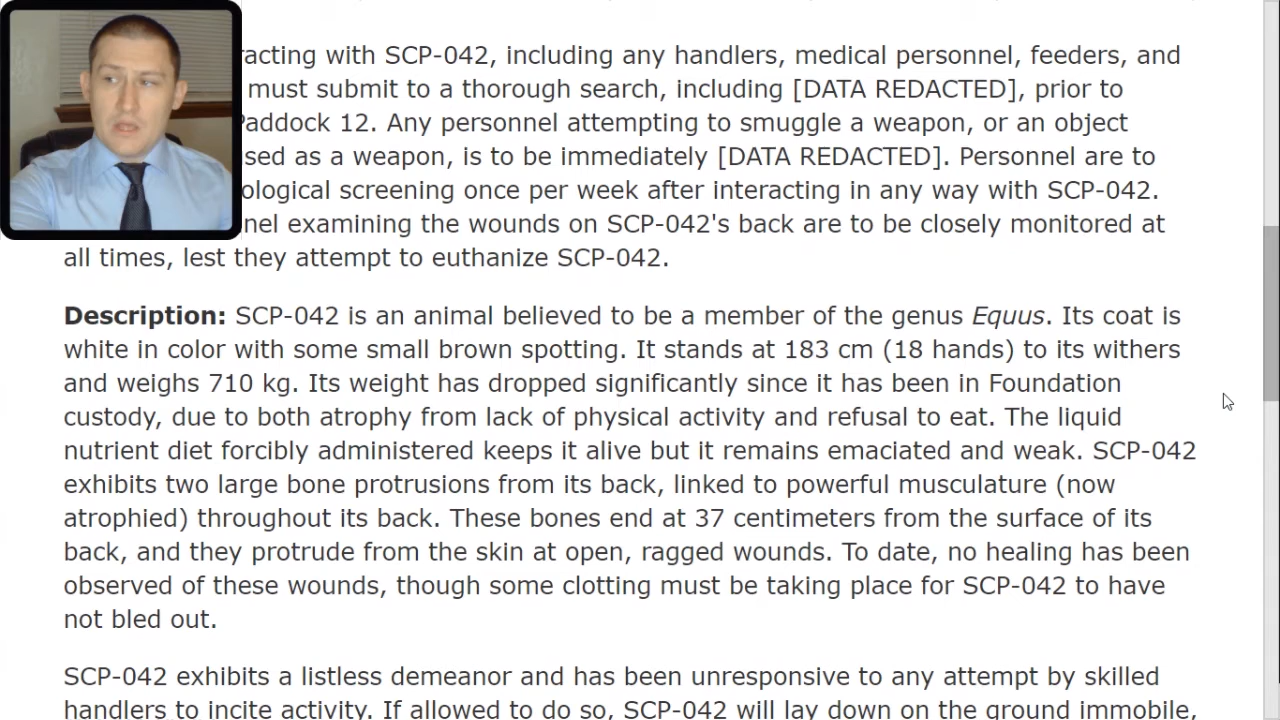 racting with SCP-042, including any handlers, medical personnel, feeders, and
must submit to a thorough search, including [DATA REDACTED], prior to
Paddock 12. Any personnel attempting to smuggle a weapon, or an object
sed as a weapon, is to be immediately [DATA REDACTED]. Personnel are to
ological screening once per week after interacting in any way with SCP-042.
nel examining the wounds on SCP-042's back are to be closely monitored at
all times, lest they attempt to euthanize SCP-042.
Description: SCP-042 is an animal believed to be a member of the genus Equus. Its coat is
white in color with some small brown spotting. It stands at 183 cm (18 hands) to its withers
and weighs 710 kg. Its weight has dropped significantly since it has been in Foundation
custody, due to both atrophy from lack of physical activity and refusal to eat. The liquid
nutrient diet forcibly administered keeps it alive but it remains emaciated and weak. SCP-042
exhibits two large bone protrusions from its back, linked to powerful musculature (now
atrophied) throughout its back. These bones end at 37 centimeters from the surface of its
back, and they protrude from the skin at open, ragged wounds. To date, no healing has been
observed of these wounds, though some clotting must be taking place for SCP-042 to have
not bled out.
SCP-042 exhibits a listless demeanor and has been unresponsive to any attempt by skilled
handlers to incite activity. If allowed to do so, SCP-042 will lay down on the ground immobile,